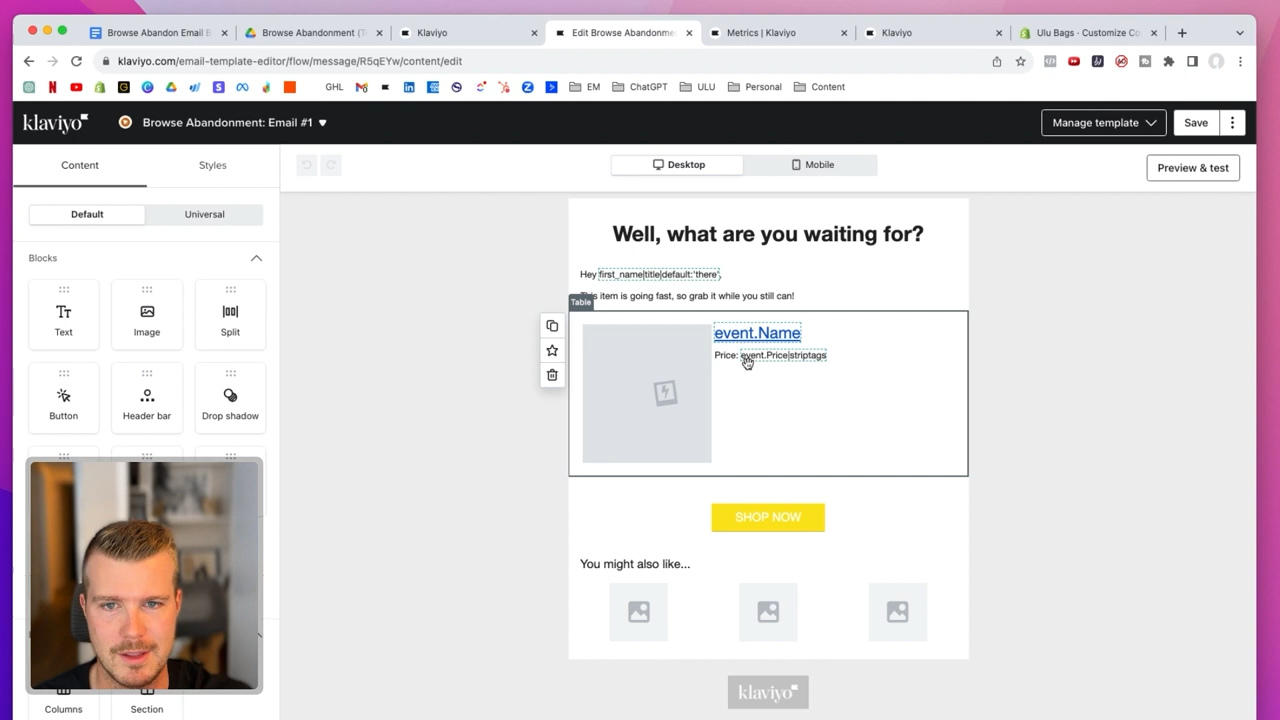 Browse Abandon Email B
Browse Abandonment (Te
Klaviyo
Edit Browse Abandonme
Metrics | Klaviyo
Klaviyo
Ulu Bags - Customize Co
klaviyo.com/email-template-editor/flow/message/R5qEYw/content/edit
GHL
EM
ChatGPT
ULU
Personal
Content
klaviyo
Browse Abandonment: Email #1
Manage template
Save
Content
Styles
Desktop
Mobile
Preview & test
Default
Universal
Blocks
Text
Image
Split
Button
Header bar
Drop shadow
Columns
Section
Well, what are you waiting for?
Hey first_name|title|default:'there',
This item is going fast, so grab it while you still can!
Table
event.Name
Price: event.Price|striptags
SHOP NOW
You might also like...
klaviyo